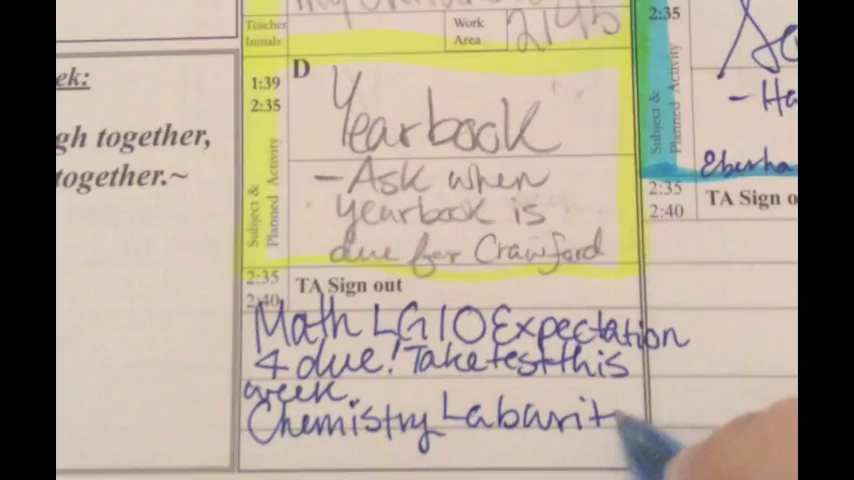 Teacher
Initials
Work
Area
2145
ek:
gh together,
together.~
D
1:39
2:35
Subject &
Planned Activity
Yearbook
- Ask when
yearbook is
due for Crawford
2:35
2:40
TA Sign out
Math LG10 Expectation
4 due! Take test this
week.
Chemistry Labarit
2:35
Subject &
Planned Activity
- Ha
Eberha
2:35
2:40
TA Sign o